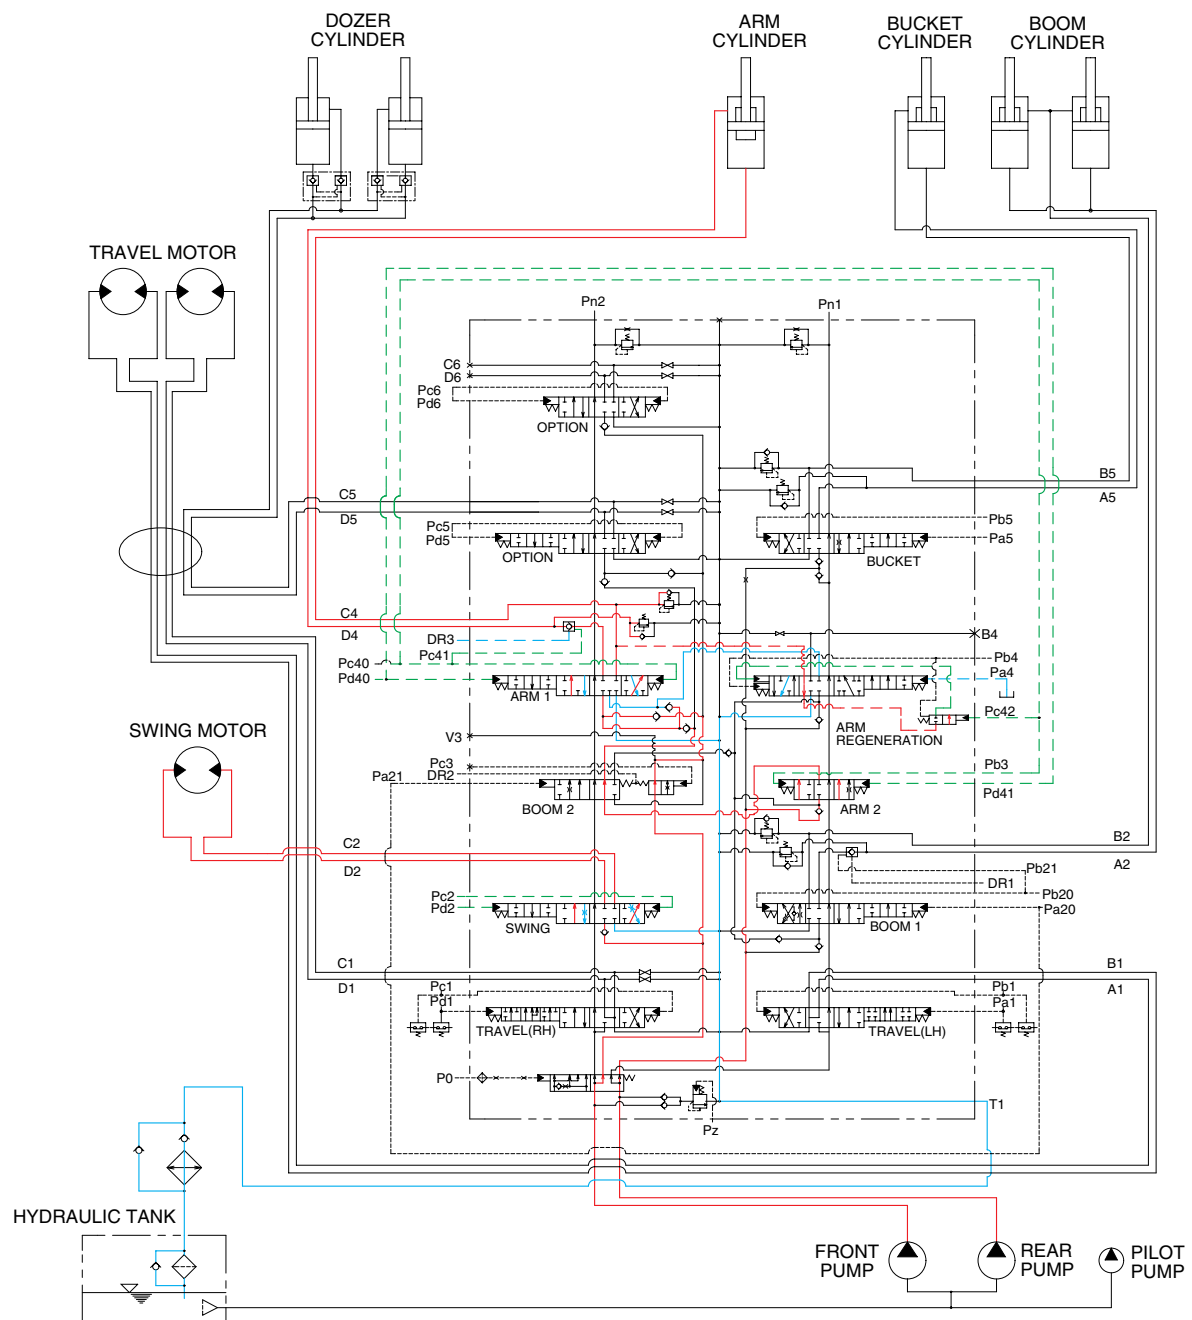 DOZER
CYLINDER
ARM
CYLINDER
BUCKET
CYLINDER
BOOM
CYLINDER
TRAVEL MOTOR
Pn2
Pn1
C6
D6
Pc6
Pd6
OPTION
C5
D5
Pc5
Pd5
OPTION
B5
A5
Pb5
Pa5
BUCKET
C4
D4
DR3
Pc41
Pc40
Pd40
ARM 1
B4
Pb4
Pa4
Pc42
ARM
REGENERATION
SWING MOTOR
V3
Pc3
DR2
Pa21
BOOM 2
Pb3
Pd41
ARM 2
C2
D2
B2
A2
Pb21
DR1
Pc2
Pd2
SWING
Pb20
Pa20
BOOM 1
C1
D1
B1
A1
Pc1
Pd1
TRAVEL(RH)
Pb1
Pa1
TRAVEL(LH)
P0
T1
Pz
HYDRAULIC TANK
FRONT
PUMP
REAR
PUMP
PILOT
PUMP